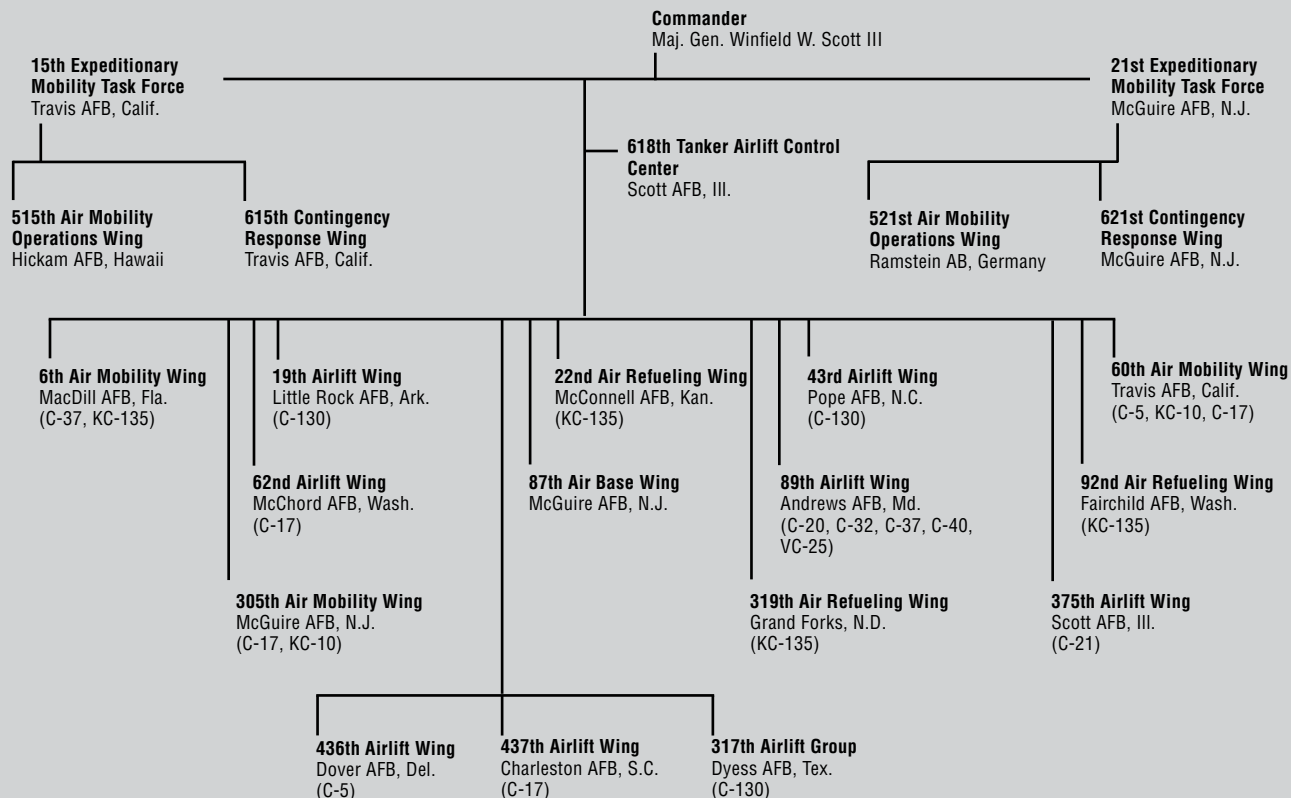 Commander
Maj. Gen. Winfield W. Scott III
15th Expeditionary
Mobility Task Force
Travis AFB, Calif.
21st Expeditionary
Mobility Task Force
McGuire AFB, N.J.
618th Tanker Airlift Control
Center
Scott AFB, Ill.
515th Air Mobility
Operations Wing
Hickam AFB, Hawaii
615th Contingency
Response Wing
Travis AFB, Calif.
521st Air Mobility
Operations Wing
Ramstein AB, Germany
621st Contingency
Response Wing
McGuire AFB, N.J.
6th Air Mobility Wing
MacDill AFB, Fla.
(C-37, KC-135)
19th Airlift Wing
Little Rock AFB, Ark.
(C-130)
22nd Air Refueling Wing
McConnell AFB, Kan.
(KC-135)
43rd Airlift Wing
Pope AFB, N.C.
(C-130)
60th Air Mobility Wing
Travis AFB, Calif.
(C-5, KC-10, C-17)
62nd Airlift Wing
McChord AFB, Wash.
(C-17)
87th Air Base Wing
McGuire AFB, N.J.
89th Airlift Wing
Andrews AFB, Md.
(C-20, C-32, C-37, C-40,
VC-25)
92nd Air Refueling Wing
Fairchild AFB, Wash.
(KC-135)
305th Air Mobility Wing
McGuire AFB, N.J.
(C-17, KC-10)
319th Air Refueling Wing
Grand Forks, N.D.
(KC-135)
375th Airlift Wing
Scott AFB, Ill.
(C-21)
436th Airlift Wing
Dover AFB, Del.
(C-5)
437th Airlift Wing
Charleston AFB, S.C.
(C-17)
317th Airlift Group
Dyess AFB, Tex.
(C-130)